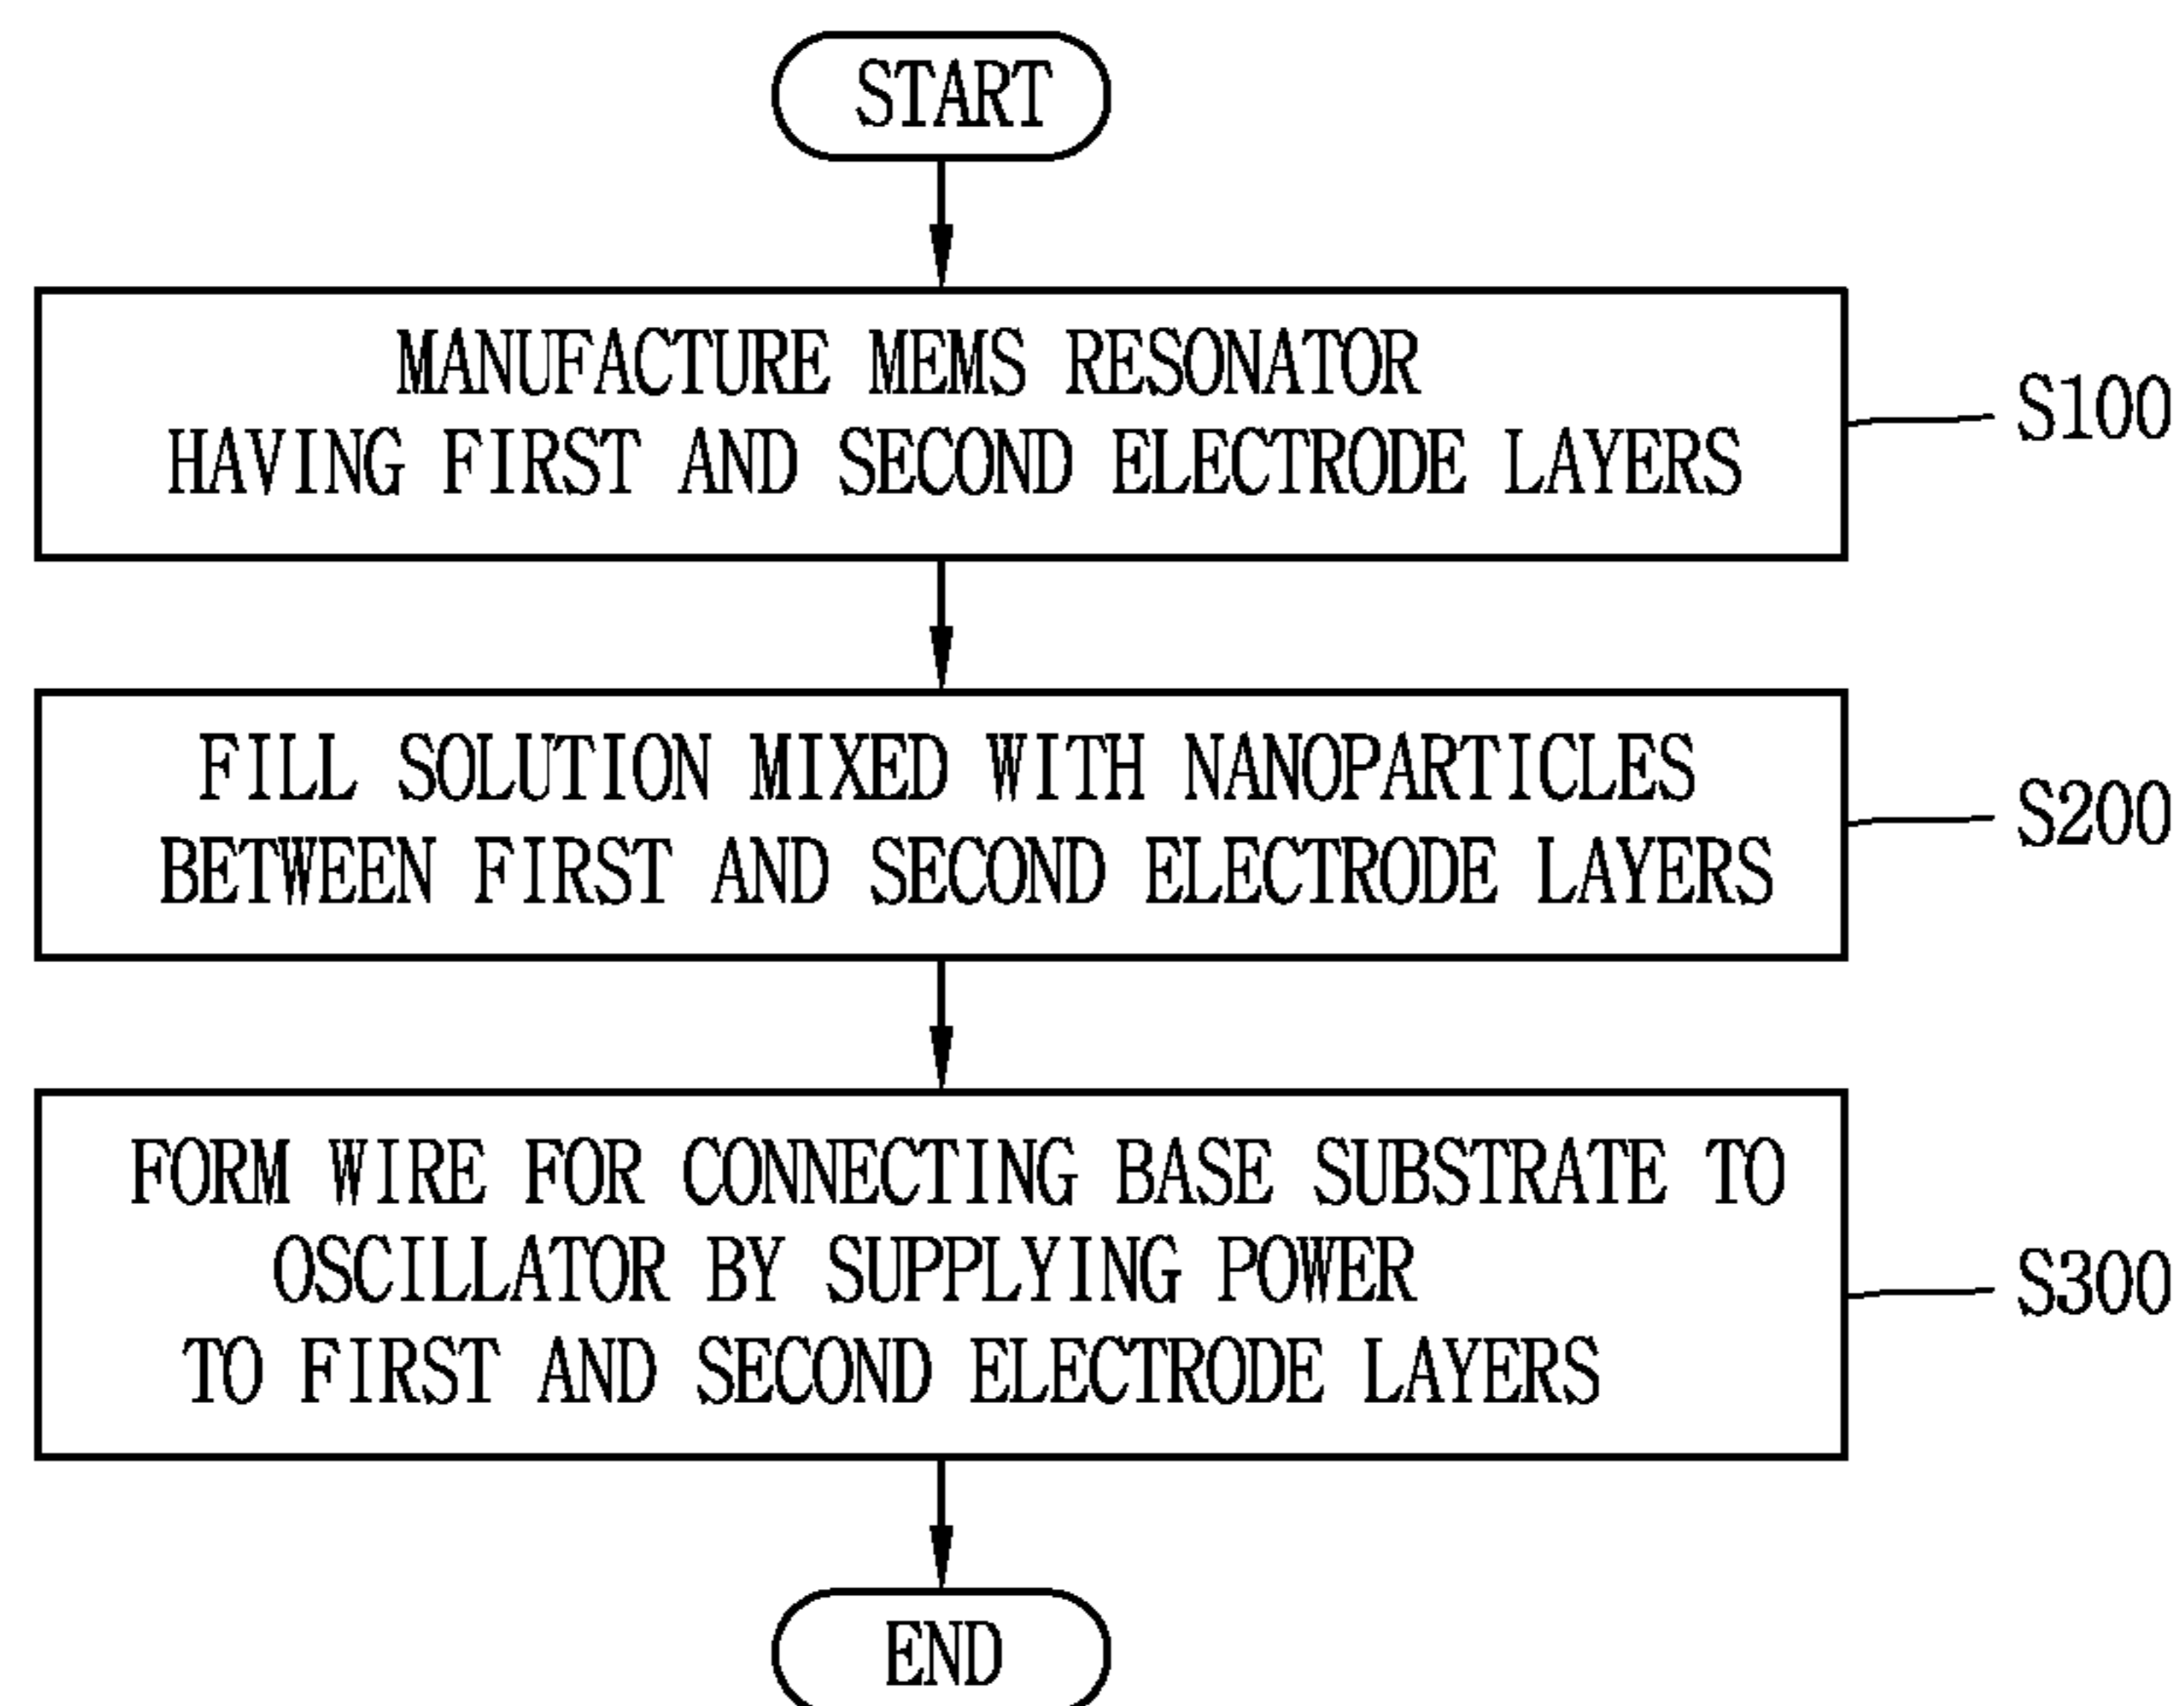 START
MANUFACTURE MEMS RESONATOR
HAVING FIRST AND SECOND ELECTRODE LAYERS
S100
FILL SOLUTION MIXED WITH NANOPARTICLES
BETWEEN FIRST AND SECOND ELECTRODE LAYERS
S200
FORM WIRE FOR CONNECTING BASE SUBSTRATE TO
OSCILLATOR BY SUPPLYING POWER
TO FIRST AND SECOND ELECTRODE LAYERS
S300
END